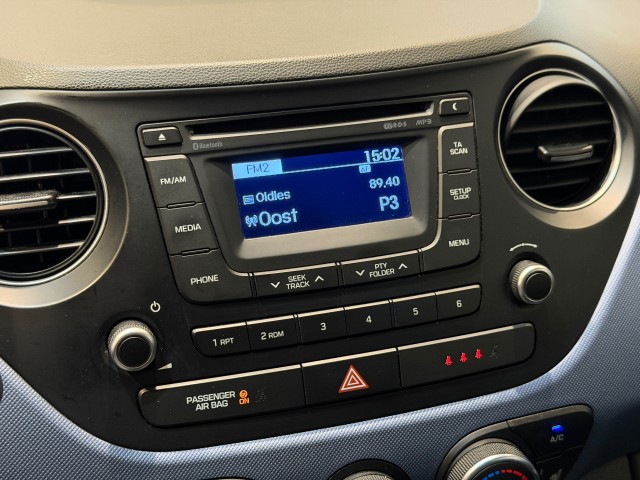 Bluetooth
R·D·S MP3
FM/AM
MEDIA
PHONE
FM2 15:02
AF
Oldies 89.40
Oost P3
TA
SCAN
SETUP
CLOCK
MENU
SEEK
TRACK
PTY
FOLDER
1 RPT
2 RDM
3
4
5
6
PASSENGER
AIR BAG
ON
A/C